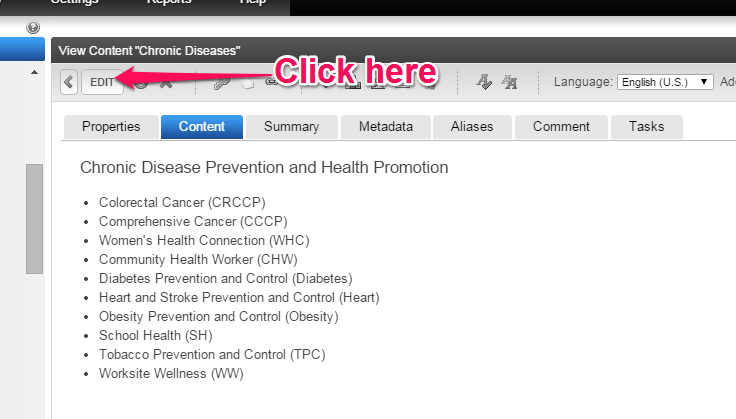 Settings Reports Help
View Content "Chronic Diseases"
EDIT Click here Language: English (U.S.)
Properties Content Summary Metadata Aliases Comment Tasks
Chronic Disease Prevention and Health Promotion
• Colorectal Cancer (CRCCP)
• Comprehensive Cancer (CCCP)
• Women's Health Connection (WHC)
• Community Health Worker (CHW)
• Diabetes Prevention and Control (Diabetes)
• Heart and Stroke Prevention and Control (Heart)
• Obesity Prevention and Control (Obesity)
• School Health (SH)
• Tobacco Prevention and Control (TPC)
• Worksite Wellness (WW)